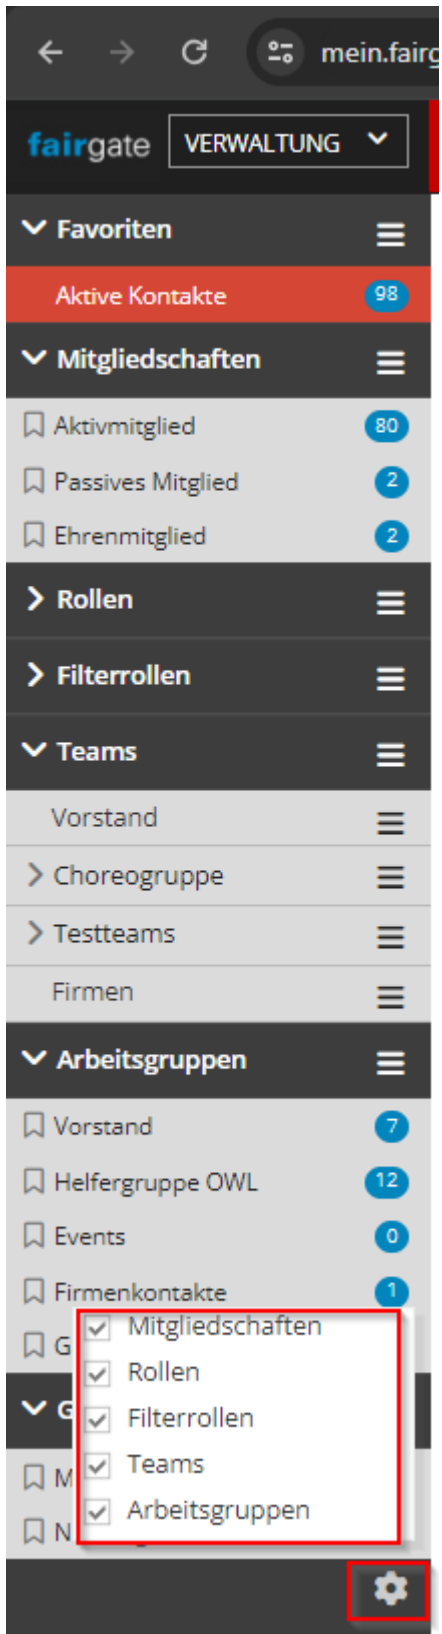 mein.fairg
fairgate VERWALTUNG
Favoriten
Aktive Kontakte 98
Mitgliedschaften
Aktivmitglied 80
Passives Mitglied 2
Ehrenmitglied 2
Rollen
Filterrollen
Teams
Vorstand
Choreogruppe
Testteams
Firmen
Arbeitsgruppen
Vorstand 7
Helfergruppe OWL 12
Events 0
Firmenkontakte 1
Mitgliedschaften
G
Rollen
G
Filterrollen
M
Teams
Arbeitsgruppen
N